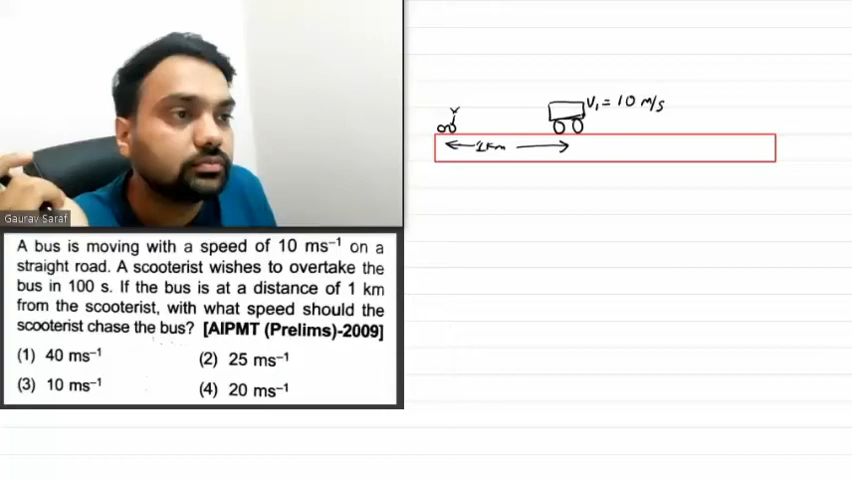 V₁ = 10 m/s
1km
Gaurav Saraf
A bus is moving with a speed of 10 ms⁻¹ on a
straight road. A scooterist wishes to overtake the
bus in 100 s. If the bus is at a distance of 1 km
from the scooterist, with what speed should the
scooterist chase the bus? [AIPMT (Prelims)-2009]
(1) 40 ms⁻¹ (2) 25 ms⁻¹
(3) 10 ms⁻¹ (4) 20 ms⁻¹